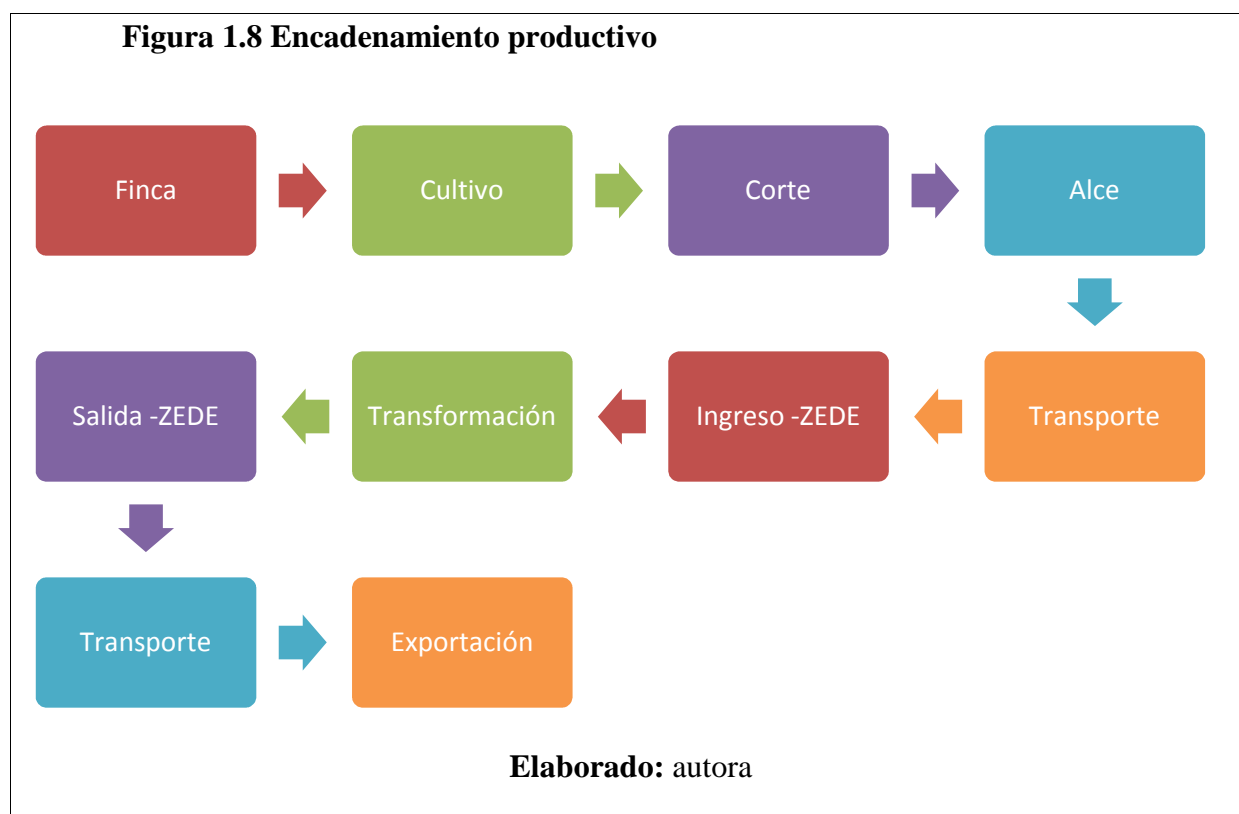 Figura 1.8 Encadenamiento productivo
Finca
Cultivo
Corte
Alce
Transporte
Ingreso -ZEDE
Transformación
Salida -ZEDE
Transporte
Exportación
Elaborado: autora